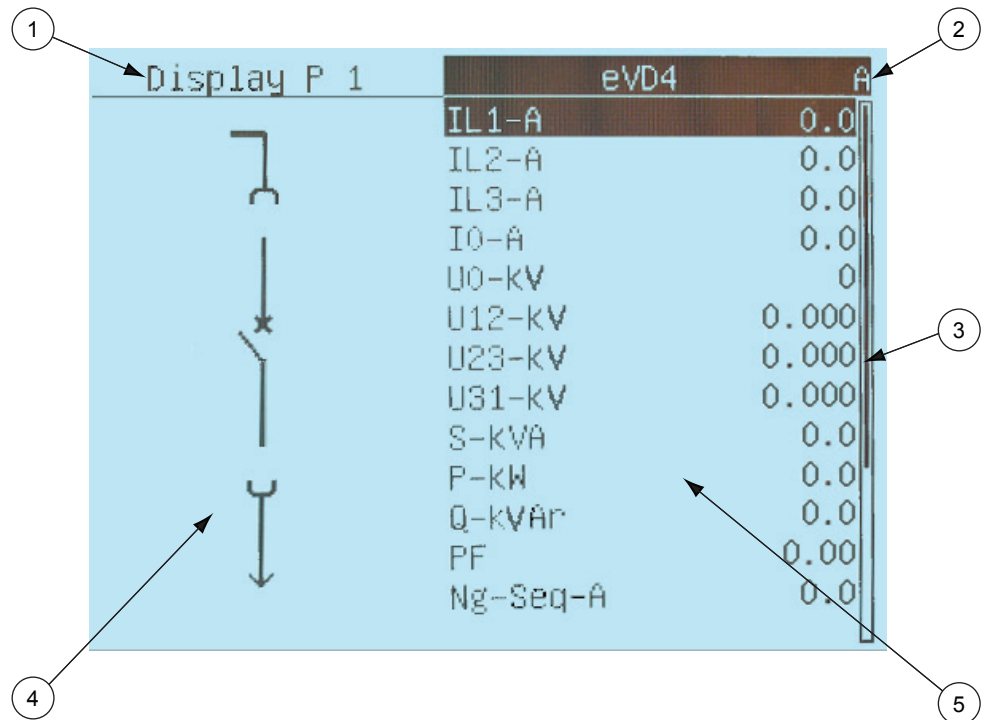 1
2
Display P 1
eVD4 A
IL1-A 0.0
IL2-A 0.0
IL3-A 0.0
I0-A 0.0
U0-kV 0
U12-kV 0.000
3
U23-kV 0.000
U31-kV 0.000
S-kVA 0.0
P-kW 0.0
Q-kVAr 0.0
PF 0.00
Ng-Seq-A 0.0
4
5